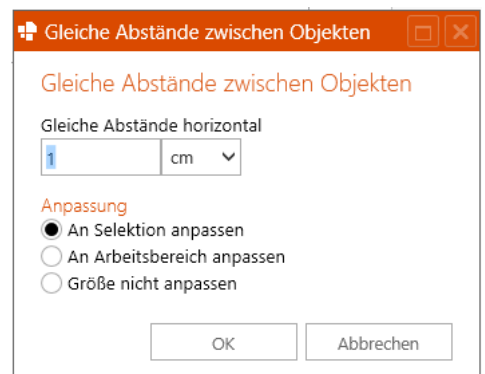 Gleiche Abstände zwischen Objekten
Gleiche Abstände zwischen Objekten
Gleiche Abstände horizontal
1 cm
Anpassung
An Selektion anpassen
An Arbeitsbereich anpassen
Größe nicht anpassen
OK Abbrechen